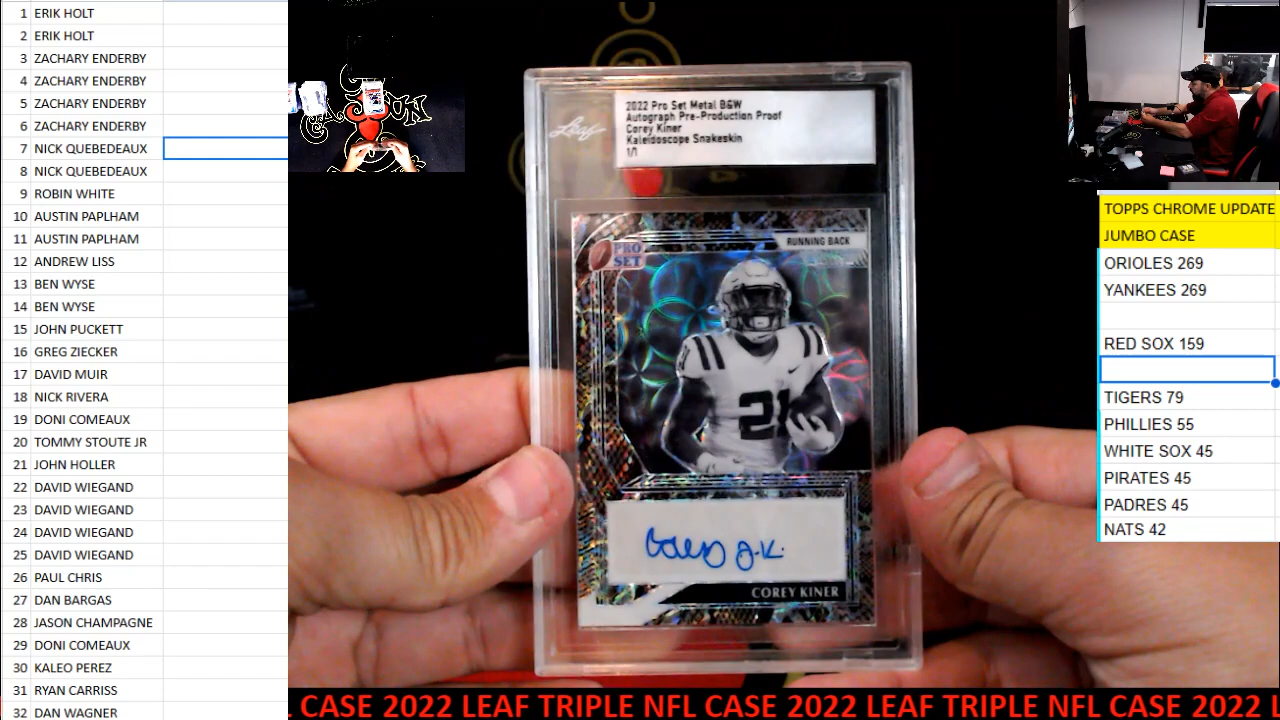 1 ERIK HOLT
2 ERIK HOLT
3 ZACHARY ENDERBY
4 ZACHARY ENDERBY
5 ZACHARY ENDERBY
6 ZACHARY ENDERBY
7 NICK QUEBEDEAUX
8 NICK QUEBEDEAUX
9 ROBIN WHITE
10 AUSTIN PAPLHAM
11 AUSTIN PAPLHAM
12 ANDREW LISS
13 BEN WYSE
14 BEN WYSE
15 JOHN PUCKETT
16 GREG ZIECKER
17 DAVID MUIR
18 NICK RIVERA
19 DONI COMEAUX
20 TOMMY STOUTE JR
21 JOHN HOLLER
22 DAVID WIEGAND
23 DAVID WIEGAND
24 DAVID WIEGAND
25 DAVID WIEGAND
26 PAUL CHRIS
27 DAN BARGAS
28 JASON CHAMPAGNE
29 DONI COMEAUX
30 KALEO PEREZ
31 RYAN CARRISS
32 DAN WAGNER
Leaf
2022 Pro Set Metal B&W
Autograph Pre-Production Proof
Corey Kiner
Kaleidoscope Snakeskin
1/1
PRO
SET
RUNNING BACK
21
COREY KINER
TOPPS CHROME UPDATE
JUMBO CASE
ORIOLES 269
YANKEES 269
RED SOX 159
TIGERS 79
PHILLIES 55
WHITE SOX 45
PIRATES 45
PADRES 45
NATS 42
CASE 2022 LEAF TRIPLE NFL CASE 2022 LEAF TRIPLE NFL CASE 2022 L